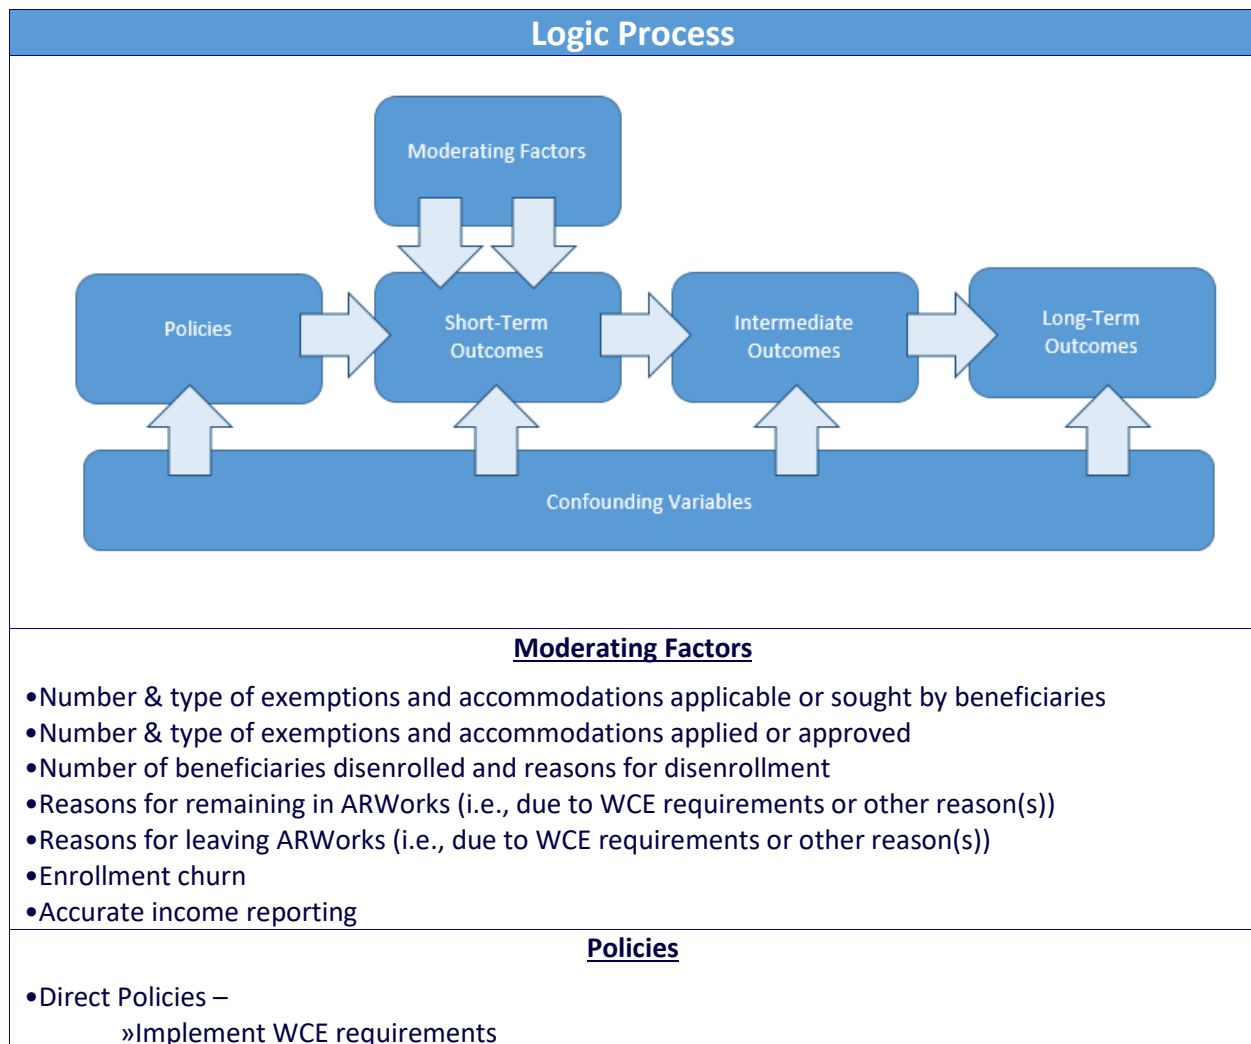 Logic Process
Moderating Factors
Policies
Short-Term
Outcomes
Intermediate
Outcomes
Long-Term
Outcomes
Confounding Variables
Moderating Factors
•Number & type of exemptions and accommodations applicable or sought by beneficiaries
•Number & type of exemptions and accommodations applied or approved
•Number of beneficiaries disenrolled and reasons for disenrollment
•Reasons for remaining in ARWorks (i.e., due to WCE requirements or other reason(s))
•Reasons for leaving ARWorks (i.e., due to WCE requirements or other reason(s))
•Enrollment churn
•Accurate income reporting
Policies
•Direct Policies –
»Implement WCE requirements